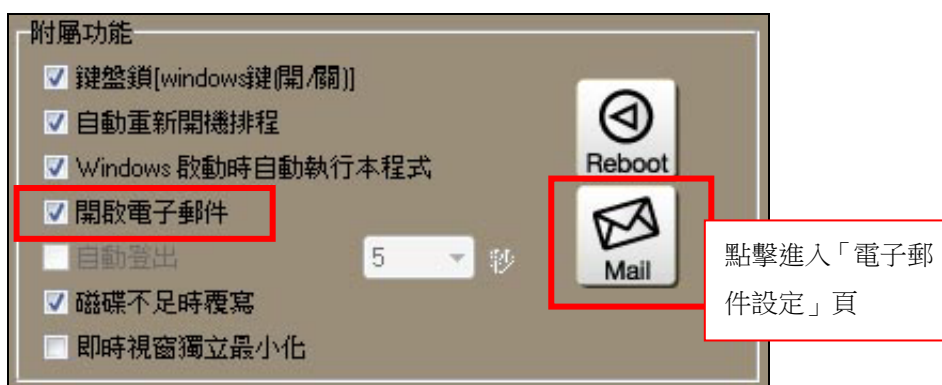 附屬功能
鍵盤鎖[windows鍵(開/關)]
自動重新開機排程
Windows 啟動時自動執行本程式
開啟電子郵件
自動登出
5
秒
磁碟不足時覆寫
即時視窗獨立最小化
Reboot
Mail
點擊進入「電子郵
件設定」頁